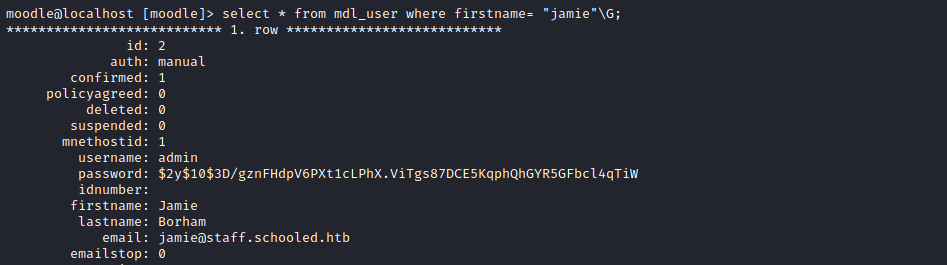 moodle@localhost [moodle]> select * from mdl_user where firstname= "jamie"\G;
*************************** 1. row ***************************
id: 2
auth: manual
confirmed: 1
policyagreed: 0
deleted: 0
suspended: 0
mnethostid: 1
username: admin
password: $2y$10$3D/gznFHdpV6PXt1cLPhX.ViTgs87DCE5KqphQhGYR5GFbcl4qTiW
idnumber:
firstname: Jamie
lastname: Borham
email: jamie@staff.schooled.htb
emailstop: 0